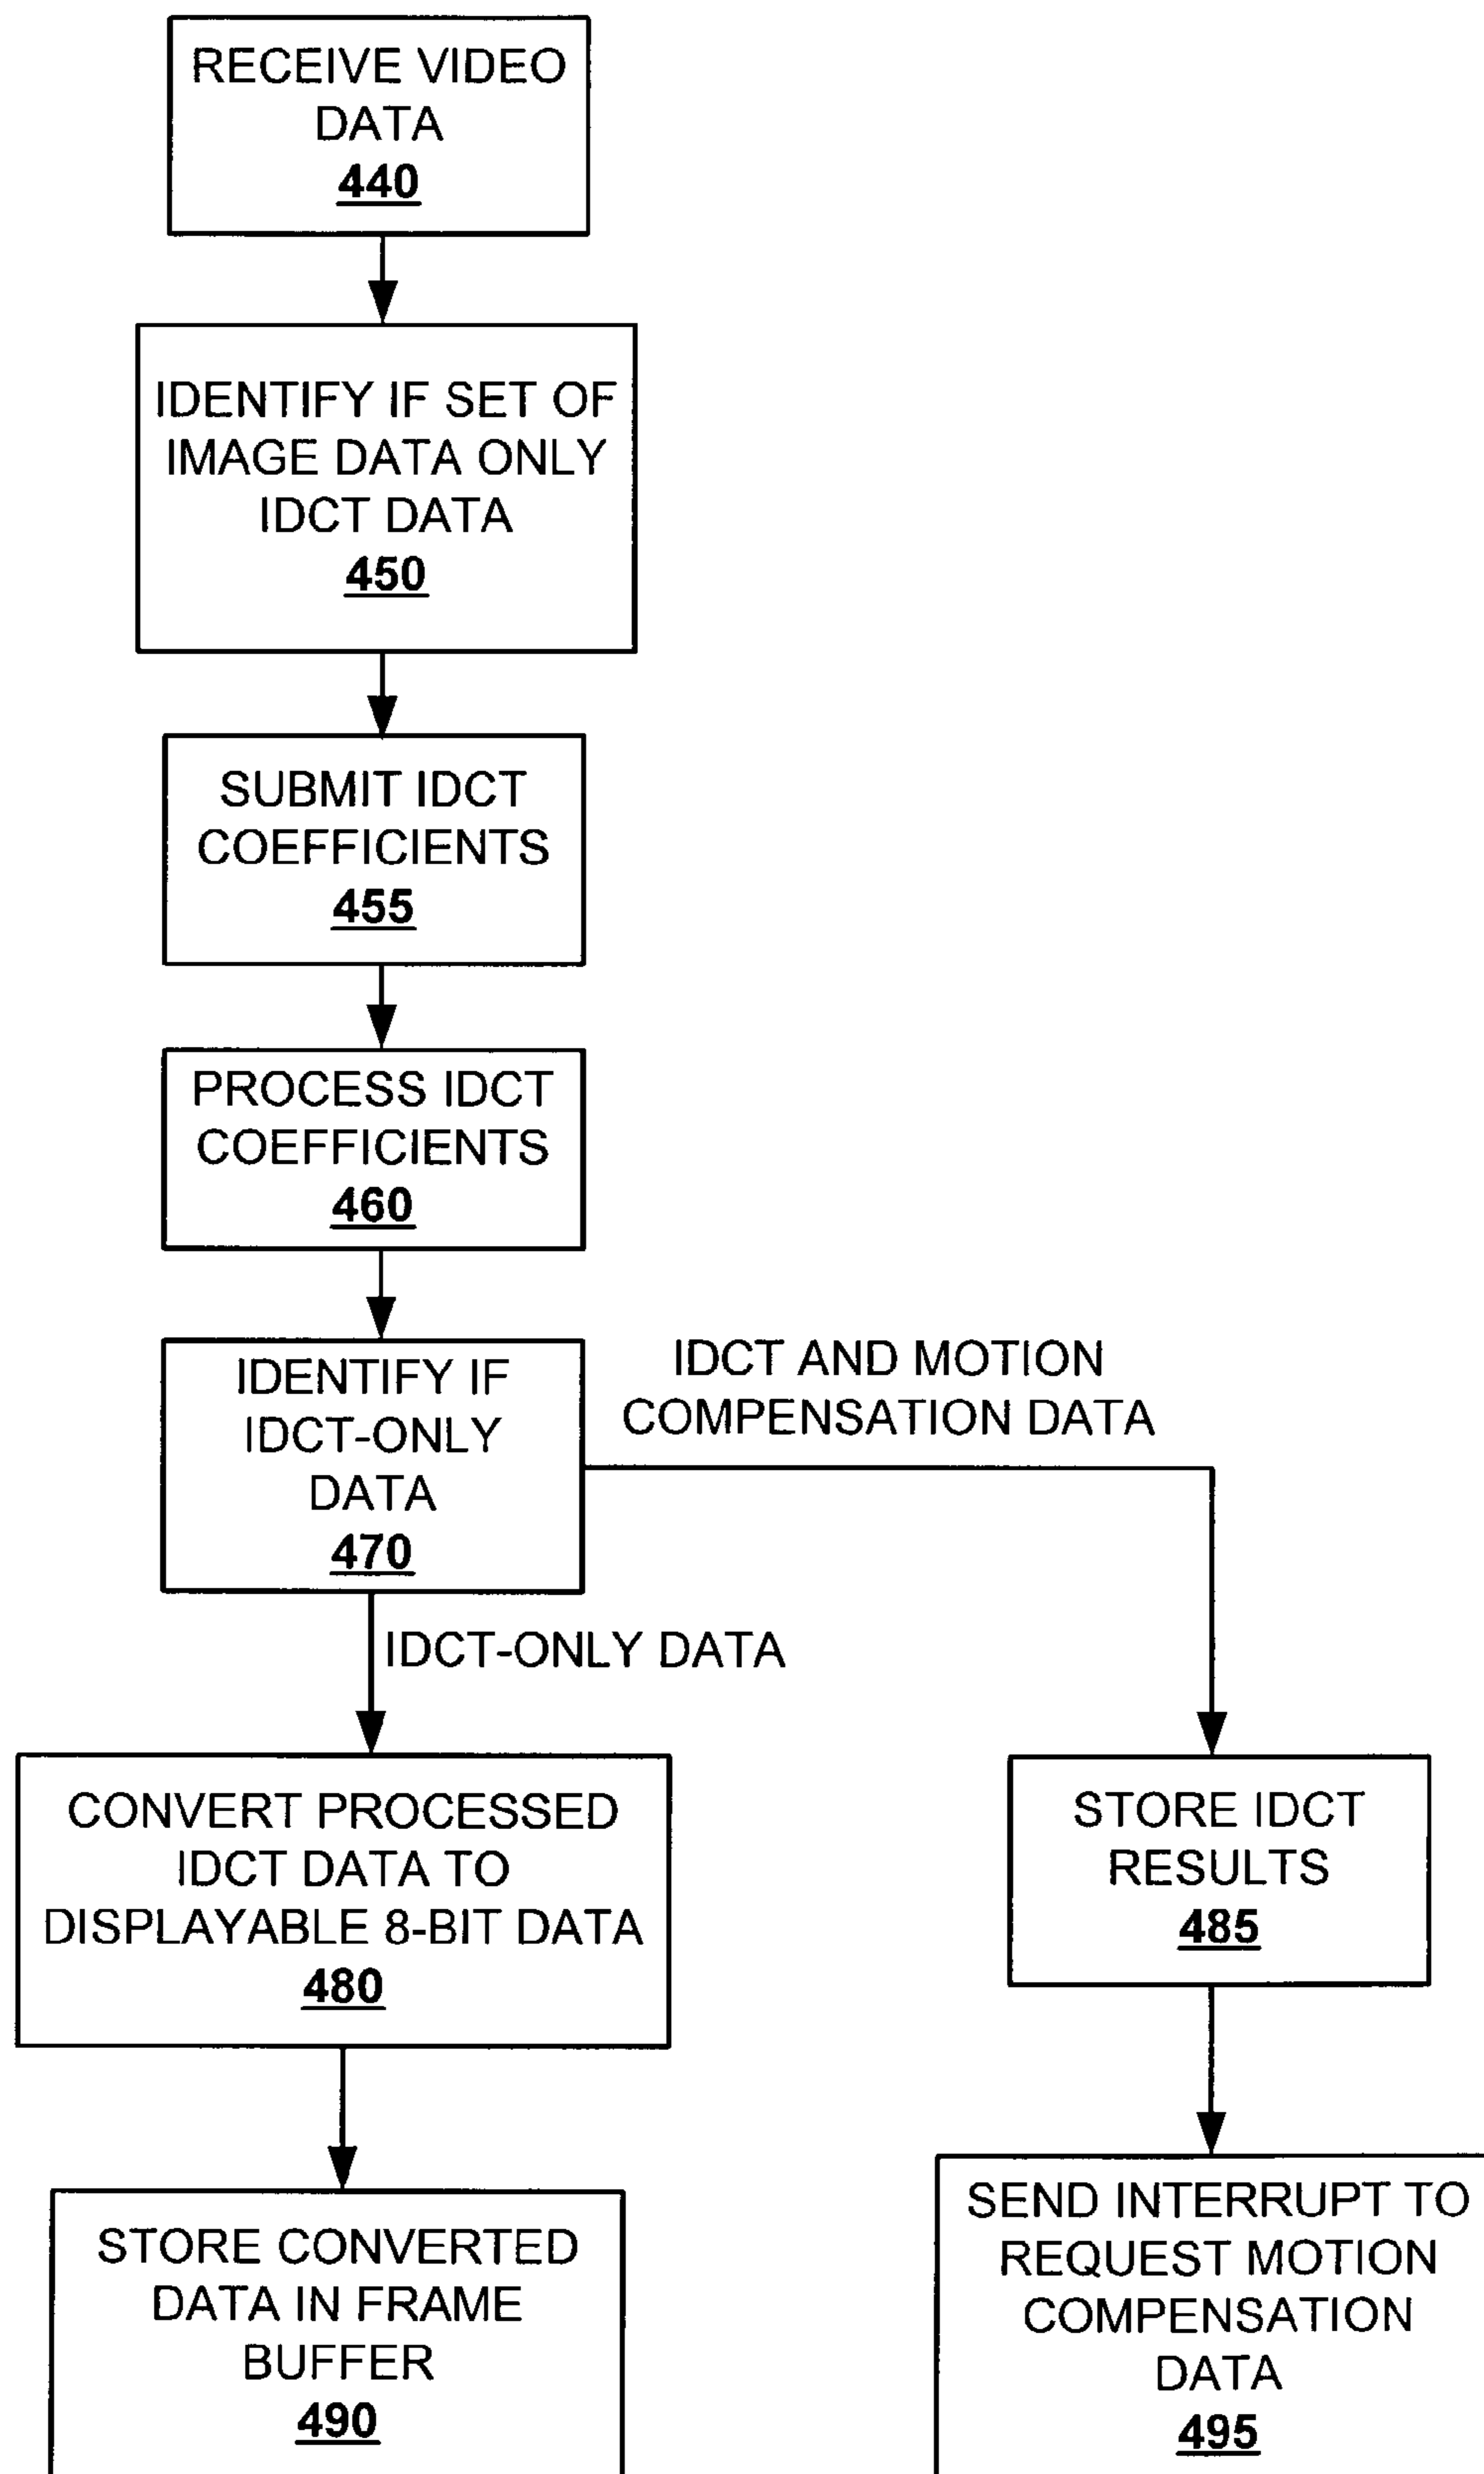 RECEIVE VIDEO
DATA
440
IDENTIFY IF SET OF
IMAGE DATA ONLY
IDCT DATA
450
SUBMIT IDCT
COEFFICIENTS
455
PROCESS IDCT
COEFFICIENTS
460
IDENTIFY IF
IDCT-ONLY
DATA
470
IDCT AND MOTION
COMPENSATION DATA
IDCT-ONLY DATA
CONVERT PROCESSED
IDCT DATA TO
DISPLAYABLE 8-BIT DATA
480
STORE IDCT
RESULTS
485
STORE CONVERTED
DATA IN FRAME
BUFFER
490
SEND INTERRUPT TO
REQUEST MOTION
COMPENSATION
DATA
495